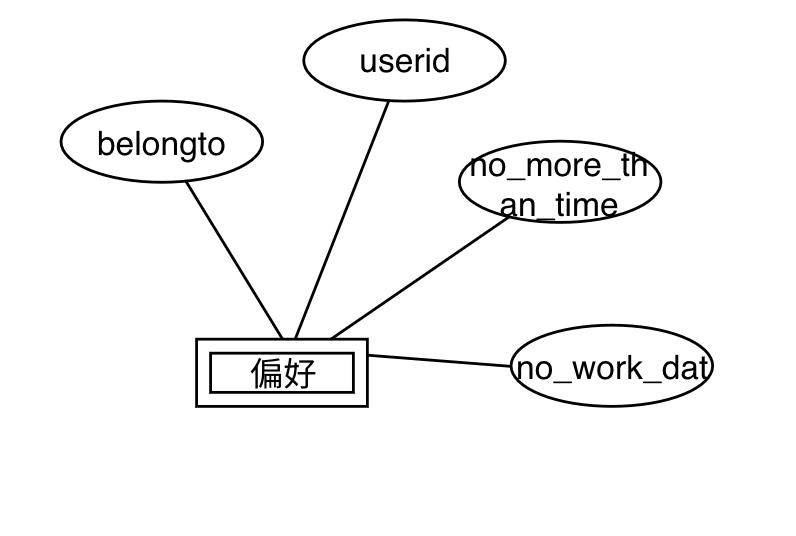 userid
belongto
no_more_th
an_time
no_work_dat
偏好